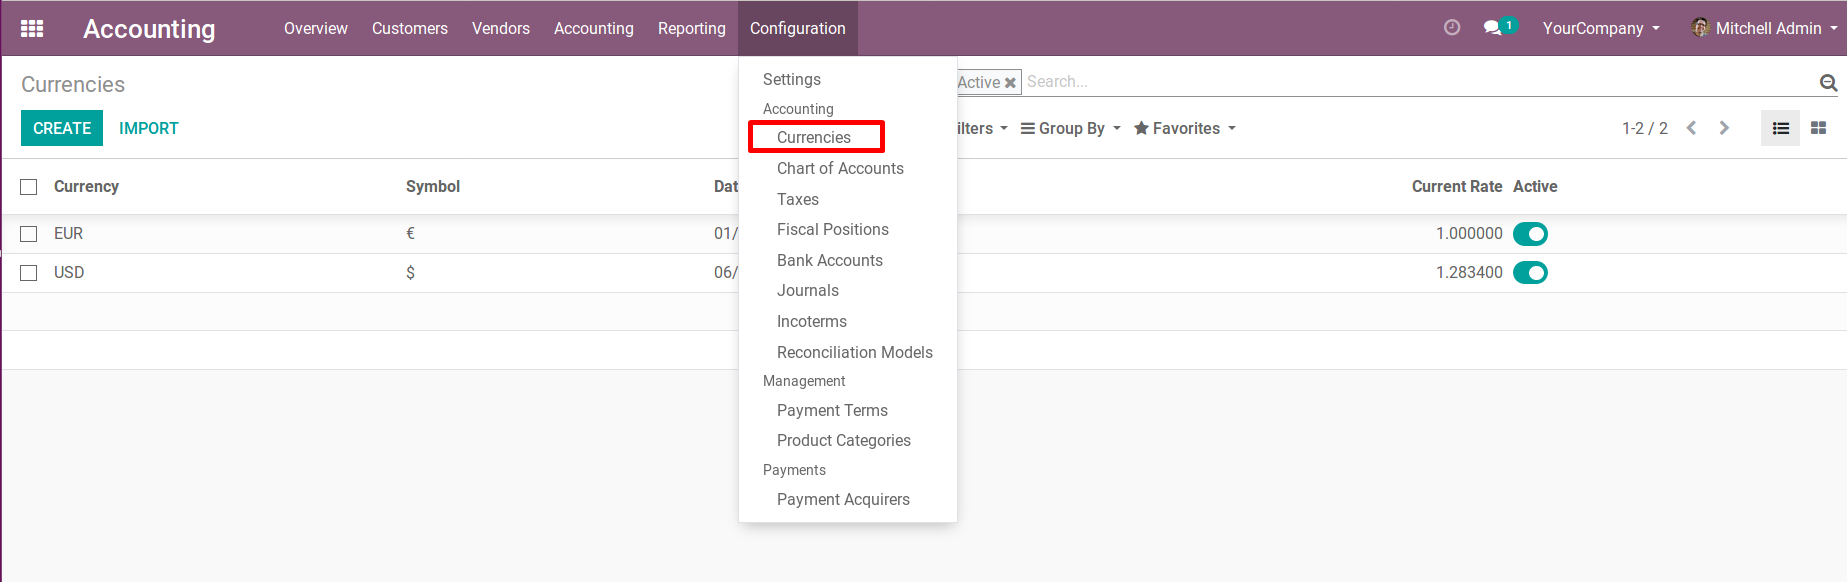 Accounting Overview Customers Vendors Accounting Reporting Configuration 1 YourCompany Mitchell Admin
Currencies
Active Search...
CREATE IMPORT
ilters Group By Favorites 1-2 / 2
Settings
Accounting
Currencies
Chart of Accounts
Taxes
Fiscal Positions
Bank Accounts
Journals
Incoterms
Reconciliation Models
Management
Payment Terms
Product Categories
Payments
Payment Acquirers
Currency Symbol Dat Current Rate Active
EUR € 01/ 1.000000
USD $ 06/ 1.283400